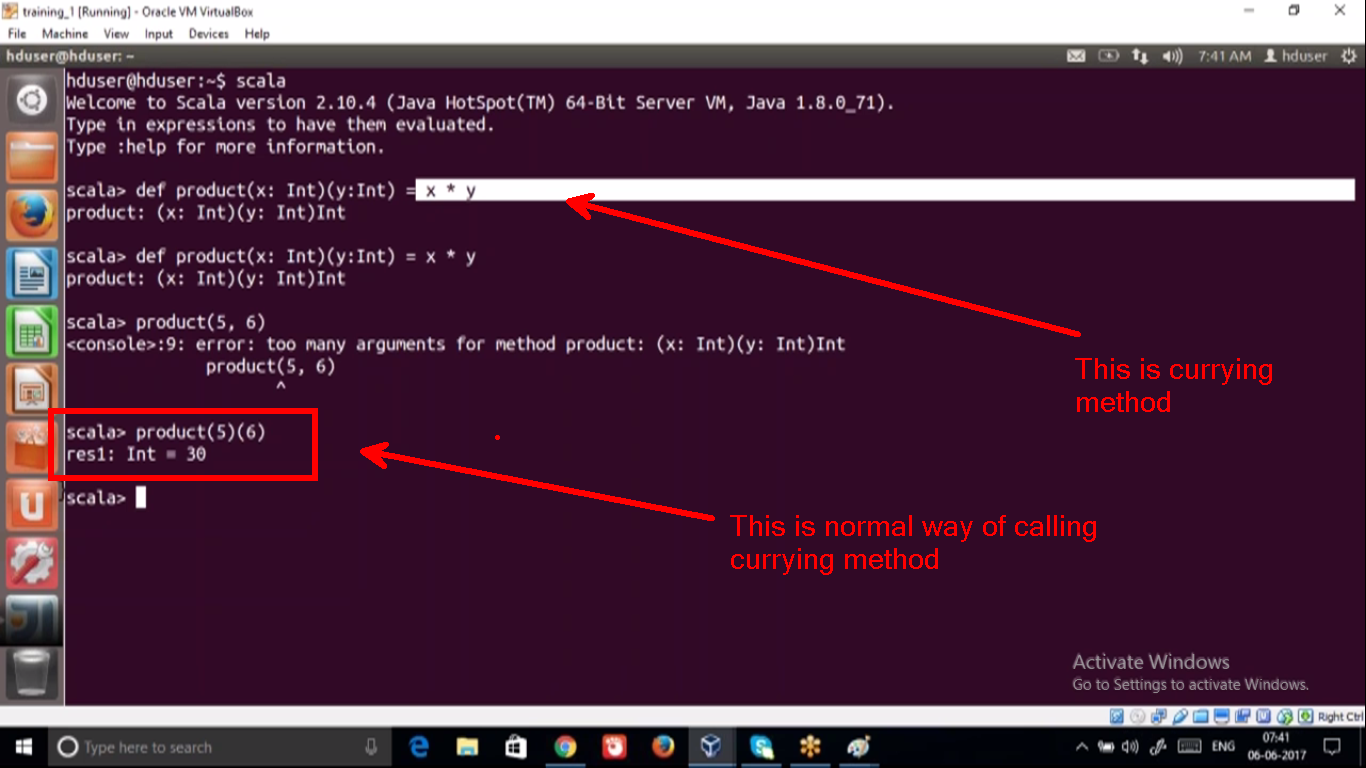 training_1 [Running] - Oracle VM VirtualBox
File Machine View Input Devices Help
hduser@hduser: ~
7:41 AM hduser
hduser@hduser:~$ scala
Welcome to Scala version 2.10.4 (Java HotSpot(TM) 64-Bit Server VM, Java 1.8.0_71).
Type in expressions to have them evaluated.
Type :help for more information.
scala> def product(x: Int)(y:Int) = x * y
product: (x: Int)(y: Int)Int
scala> def product(x: Int)(y:Int) = x * y
product: (x: Int)(y: Int)Int
scala> product(5, 6)
<console>:9: error: too many arguments for method product: (x: Int)(y: Int)Int
product(5, 6)
^
This is currying
method
scala> product(5)(6)
res1: Int = 30
scala>
This is normal way of calling
currying method
Activate Windows
Go to Settings to activate Windows.
Right Ctrl
Type here to search
ENG
07:41
06-06-2017